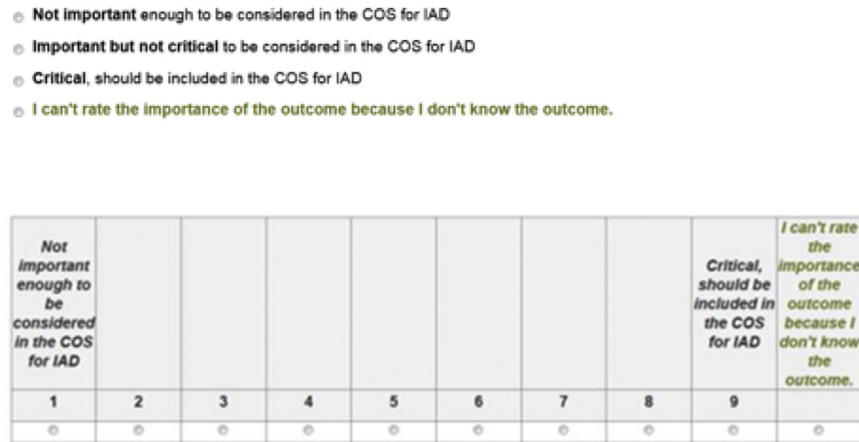 Not important enough to be considered in the COS for IAD
Important but not critical to be considered in the COS for IAD
Critical, should be included in the COS for IAD
I can't rate the importance of the outcome because I don't know the outcome.
Not
important
enough to
be
considered
in the COS
for IAD
Critical,
should be
included in
the COS
for IAD
I can't rate
the
importance
of the
outcome
because I
don't know
the
outcome.
1 2 3 4 5 6 7 8 9